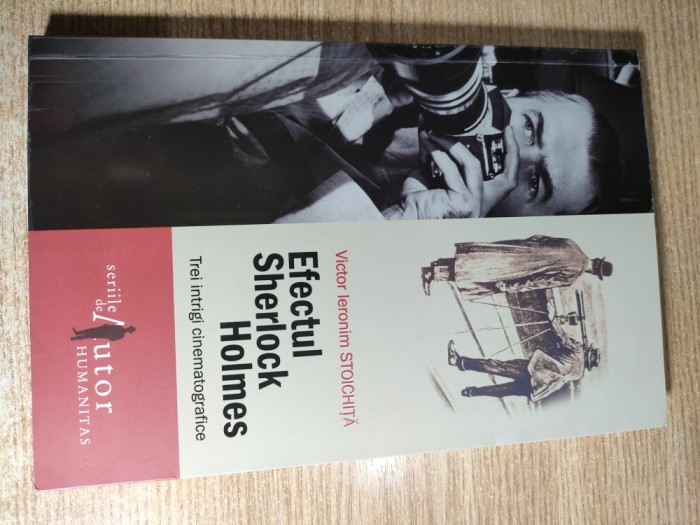 Victor Ieronim STOICHIȚĂ
Efectul
Sherlock
Holmes
Trei intrigi cinematografice
seriile
de Autor
HUMANITAS